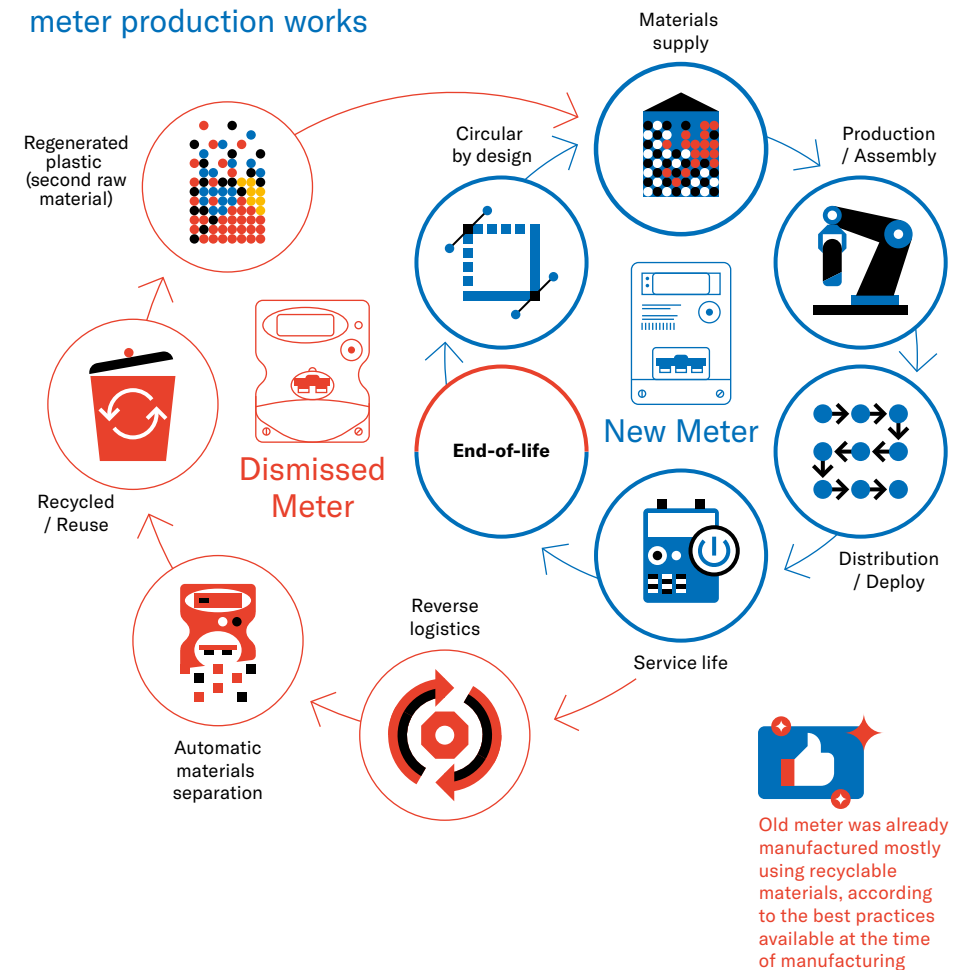 meter production works
Materials
supply
Circular
by design
Production
/ Assembly
Regenerated
plastic
(second raw
material)
New Meter
End-of-life
Dismissed
Meter
Recycled
/ Reuse
Distribution
/ Deploy
Reverse
logistics
Service life
Automatic
materials
separation
Old meter was already
manufactured mostly
using recyclable
materials, according
to the best practices
available at the time
of manufacturing